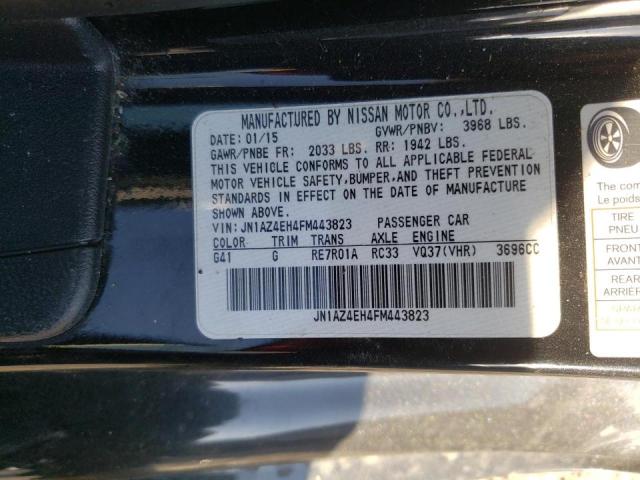 MANUFACTURED BY NISSAN MOTOR CO.,LTD.
DATE: 01/15 GVWR/PNBV: 3968 LBS.
GAWR/PNBE FR: 2033 LBS. RR: 1942 LBS.
THIS VEHICLE CONFORMS TO ALL APPLICABLE FEDERAL
MOTOR VEHICLE SAFETY,BUMPER,AND THEFT PREVENTION
STANDARDS IN EFFECT ON THE DATE OF MANUFACTURE
SHOWN ABOVE.
VIN: JN1AZ4EH4FM443823 PASSENGER CAR
COLOR TRIM TRANS AXLE ENGINE
G41 G RE7R01A RC33 VQ37(VHR) 3696CC
JN1AZ4EH4FM443823
The com
Le poids
TIRE
PNEU
FRONT
AVANT
REAR
ARRIÈR